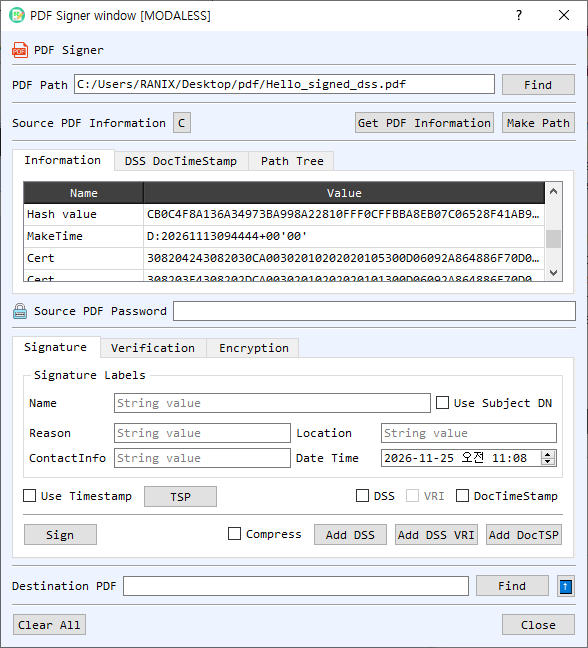 PDF Signer window [MODALESS]
PDF Signer
PDF Path C:/Users/RANIX/Desktop/pdf/Hello_signed_dss.pdf Find
Source PDF Information C Get PDF Information Make Path
Information DSS DocTimeStamp Path Tree
Name Value
Hash value CB0C4F8A136A34973BA998A22810FFF0CFFBBA8EB07C06528F41AB9...
MakeTime D:20261113094444+00'00'
Cert 308204243082030CA00302010202020105300D06092A864886F70D0...
Cert 308203F4308202DCA00302010202020101300D06092A864886F70D0...
Source PDF Password
Signature Verification Encryption
Signature Labels
Name String value Use Subject DN
Reason String value Location String value
ContactInfo String value Date Time 2026-11-25 오전 11:08
Use Timestamp TSP DSS VRI DocTimeStamp
Sign Compress Add DSS Add DSS VRI Add DocTSP
Destination PDF Find
Clear All Close